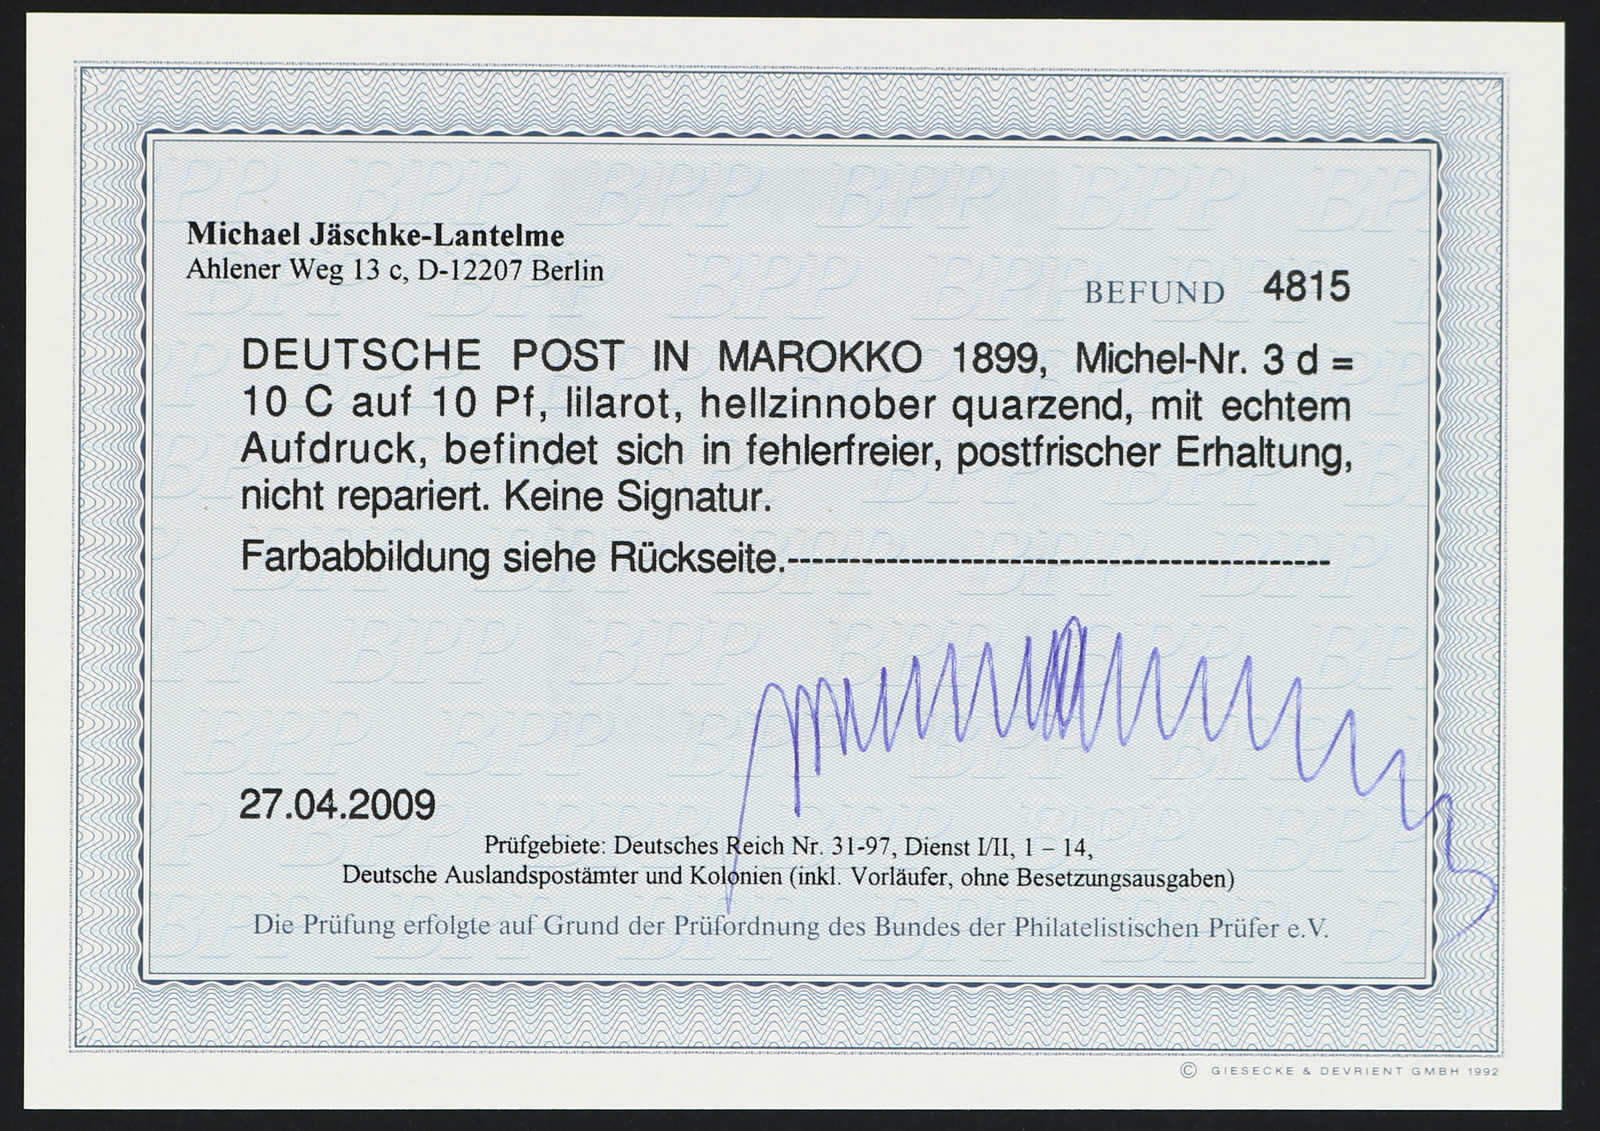 Michael Jäschke-Lantelme
Ahlener Weg 13 c, D-12207 Berlin
BEFUND 4815
DEUTSCHE POST IN MAROKKO 1899, Michel-Nr. 3 d =
10 C auf 10 Pf, lilarot, hellzinnober quarzend, mit echtem
Aufdruck, befindet sich in fehlerfreier, postfrischer Erhaltung,
nicht repariert. Keine Signatur.
Farbabbildung siehe Rückseite.--------------------------------------------
27.04.2009
Prüfgebiete: Deutsches Reich Nr. 31-97, Dienst I/II, 1 – 14,
Deutsche Auslandspostämter und Kolonien (inkl. Vorläufer, ohne Besetzungsausgaben)
Die Prüfung erfolgte auf Grund der Prüfordnung des Bundes der Philatelistischen Prüfer e.V.
© GIESECKE & DEVRIENT GMBH 1992